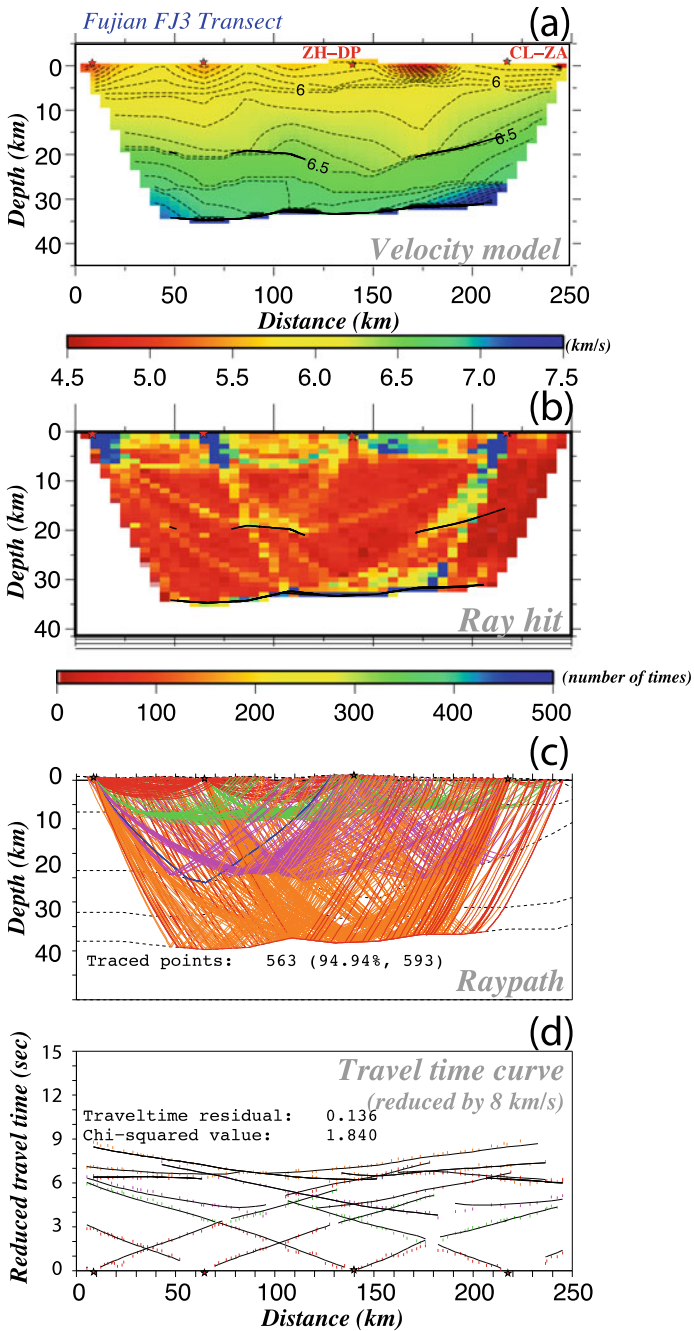 Fujian FJ3 Transect
(a)
ZH–DP
CL–ZA
0
10
20
30
40
Depth (km)
6
6
6.5
6.5
Velocity model
0
50
100
150
200
250
Distance (km)
(km/s)
4.5
5.0
5.5
6.0
6.5
7.0
7.5
(b)
0
10
20
30
40
Depth (km)
Ray hit
(number of times)
0
100
200
300
400
500
(c)
0
10
20
30
40
Depth (km)
Traced points: 563 (94.94%, 593)
Raypath
(d)
15
12
9
6
3
0
Reduced travel time (sec)
Travel time curve
(reduced by 8 km/s)
Traveltime residual: 0.136
Chi-squared value: 1.840
0
50
100
150
200
250
Distance (km)